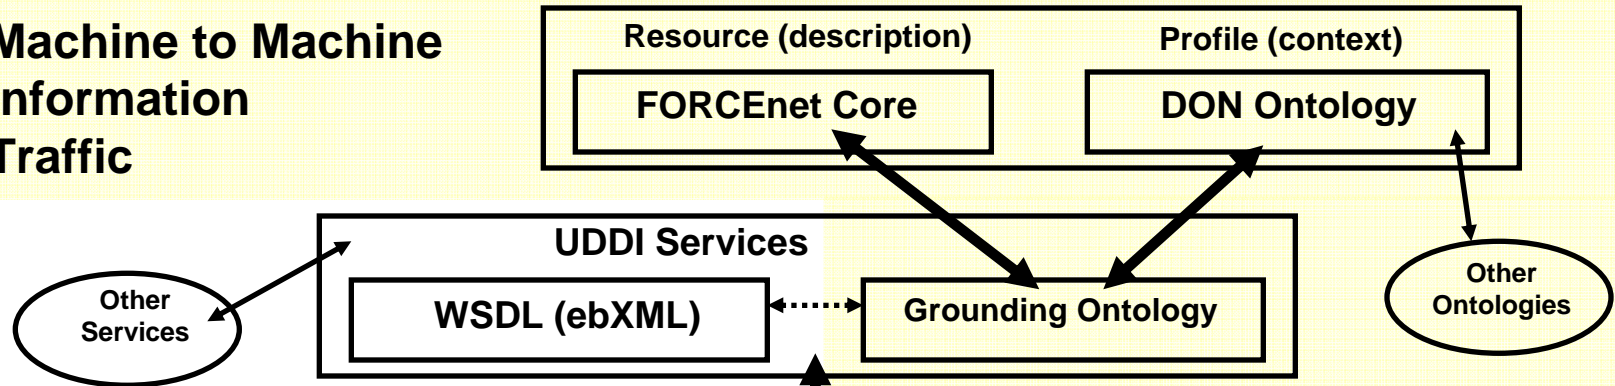 Machine to Machine
Information
Traffic
Resource (description)
Profile (context)
FORCEnet Core
DON Ontology
UDDI Services
Other
Services
WSDL (ebXML)
Grounding Ontology
Other
Ontologies